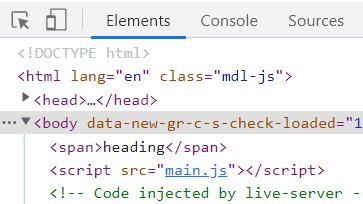 Elements Console Sources
<!DOCTYPE html>
<html lang="en" class="mdl-js">
<head>…</head>
<body data-new-gr-c-s-check-loaded="1
<span>heading</span>
<script src="main.js"></script>
<!-- Code injected by live-server -